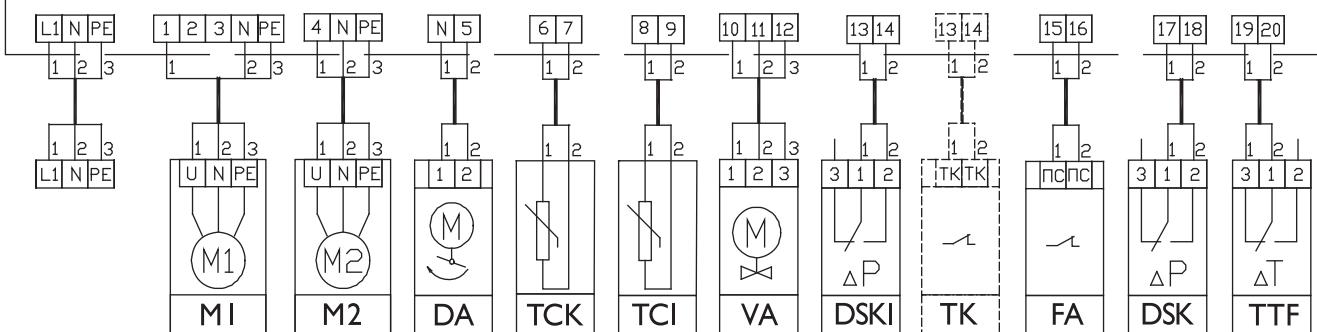 L1 N PE 1 2 3 N PE 4 N PE N 5 6 7 8 9 10 11 12 13 14 13 14 15 16 17 18 19 20
1 2 3 1 2 3 1 2 3 1 2 1 2 1 2 1 2 3 1 2 1 2 1 2 1 2 1 2
1 2 3 1 2 3 1 2 3 1 2 1 2 1 2 1 2 3 1 2 1 2 1 2 1 2 1 2
L1 N PE U N PE U N PE 1 2 1 2 3 3 1 2 ТК ТК ПС ПС 3 1 2 3 1 2
M1 M2 M M
ΔP ΔP ΔT
M1 M2 DA TCK TC1 VA DSK1 TK FA DSK TTF